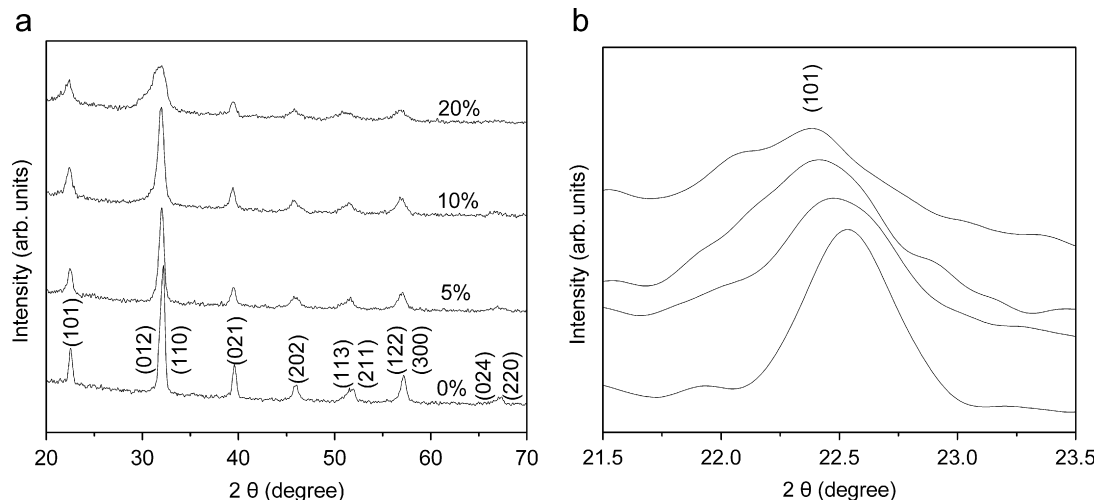 a
Intensity (arb. units)
20%
10%
5%
0%
(101)
(012)
(110)
(021)
(202)
(113)
(211)
(122)
(300)
(024)
(220)
20 30 40 50 60 70
2 θ (degree)
b
Intensity (arb. units)
(101)
21.5 22.0 22.5 23.0 23.5
2 θ (degree)